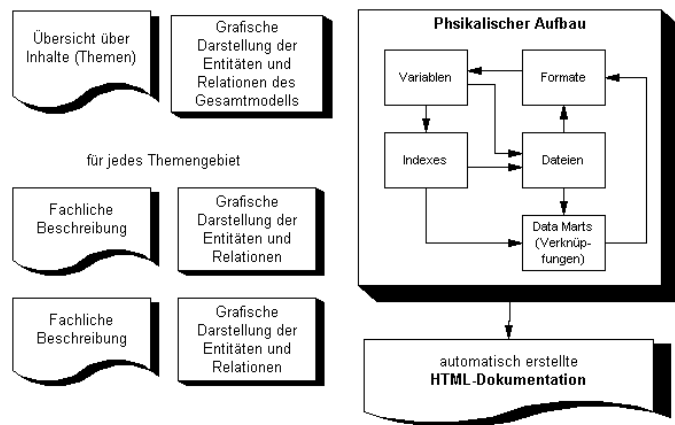 Übersicht über
Inhalte (Themen)
Grafische
Darstellung der
Entitäten und
Relationen des
Gesamtmodells
für jedes Themengebiet
Fachliche
Beschreibung
Grafische
Darstellung der
Entitäten und
Relationen
Fachliche
Beschreibung
Grafische
Darstellung der
Entitäten und
Relationen
Phsikalischer Aufbau
Variablen
Formate
Indexes
Dateien
Data Marts
(Verknüp-
fungen)
automatisch erstellte
HTML-Dokumentation